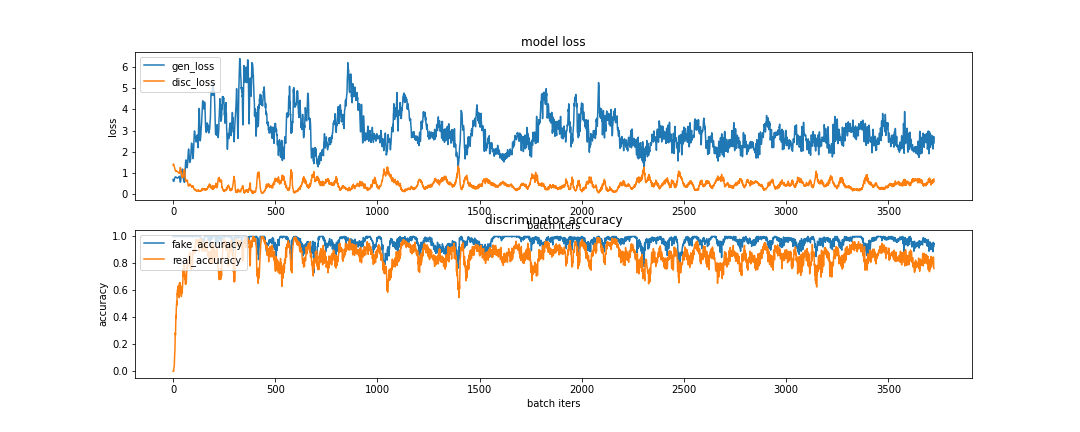 model loss
gen_loss
disc_loss
6
5
4
3
2
1
0
loss
0
500
1000
1500
2000
2500
3000
3500
batch iters
discriminator accuracy
fake_accuracy
real_accuracy
1.0
0.8
0.6
0.4
0.2
0.0
accuracy
0
500
1000
1500
2000
2500
3000
3500
batch iters